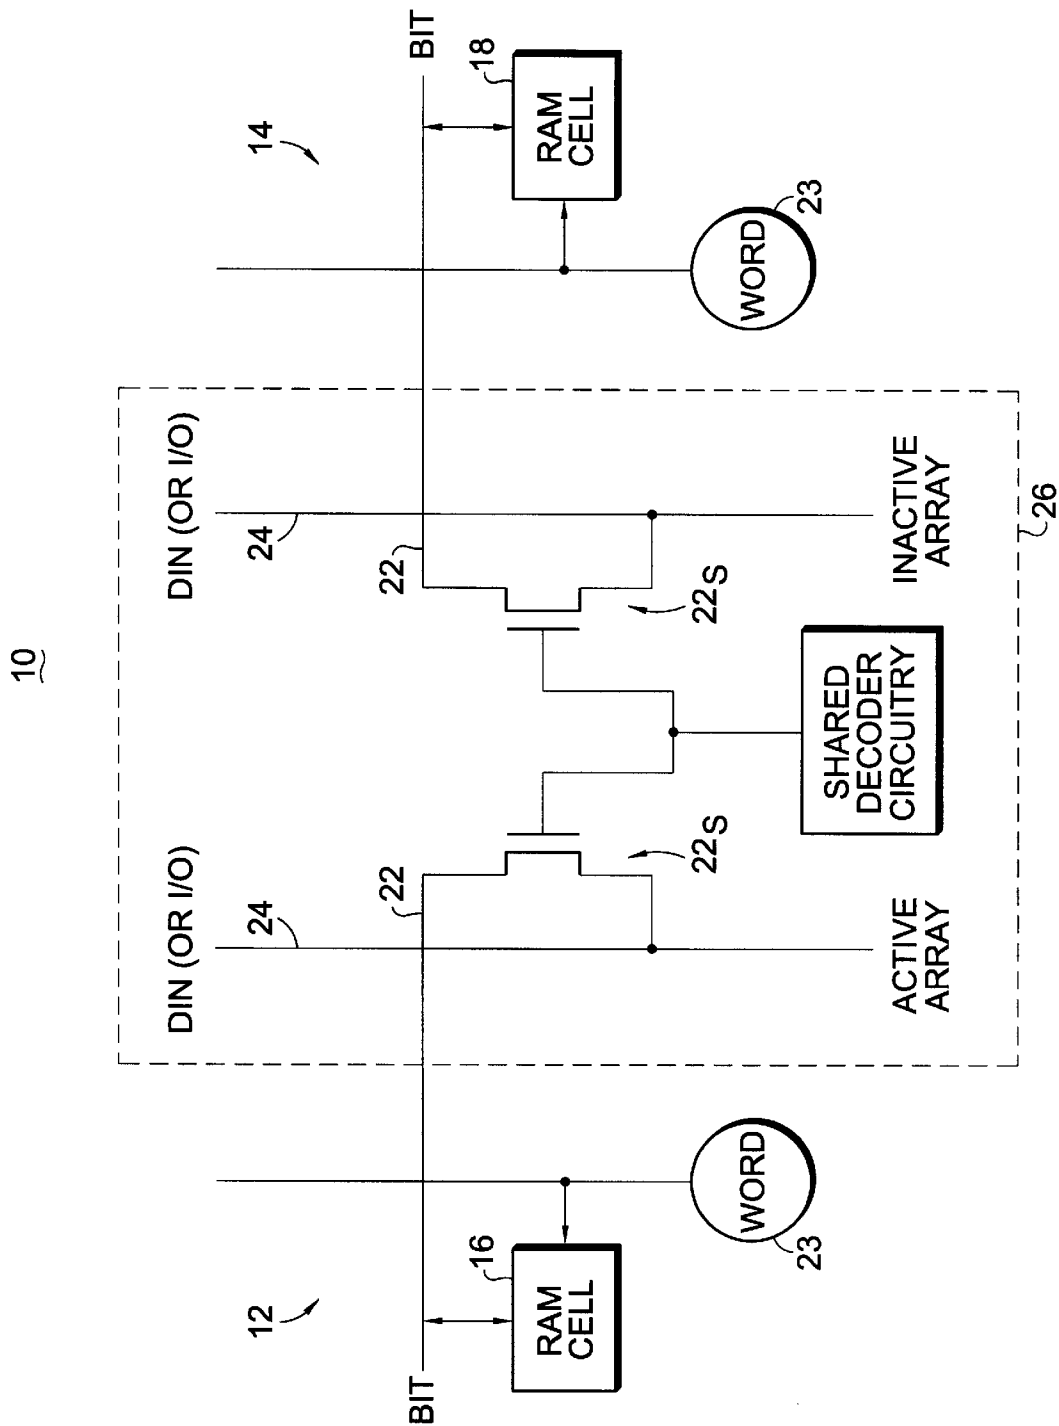 10
12
14
DIN (OR I/O)
DIN (OR I/O)
24
24
BIT
22
22
BIT
16
RAM
CELL
18
RAM
CELL
22S
22S
WORD
23
WORD
23
SHARED
DECODER
CIRCUITRY
ACTIVE
ARRAY
INACTIVE
ARRAY
26